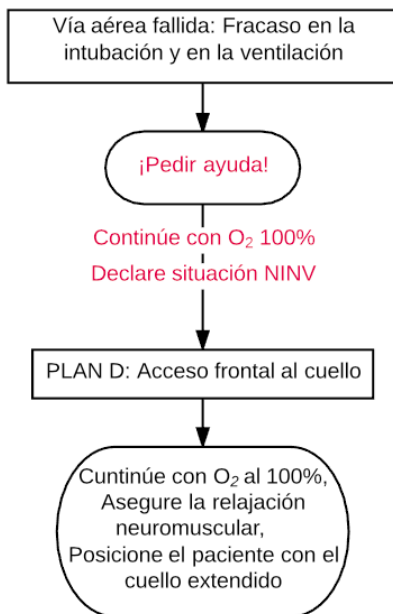 Vía aérea fallida: Fracaso en la
intubación y en la ventilación
¡Pedir ayuda!
Continúe con O₂ 100%
Declare situación NINV
PLAN D: Acceso frontal al cuello
Cuntinúe con O₂ al 100%,
Asegure la relajación
neuromuscular,
Posicione el paciente con el
cuello extendido